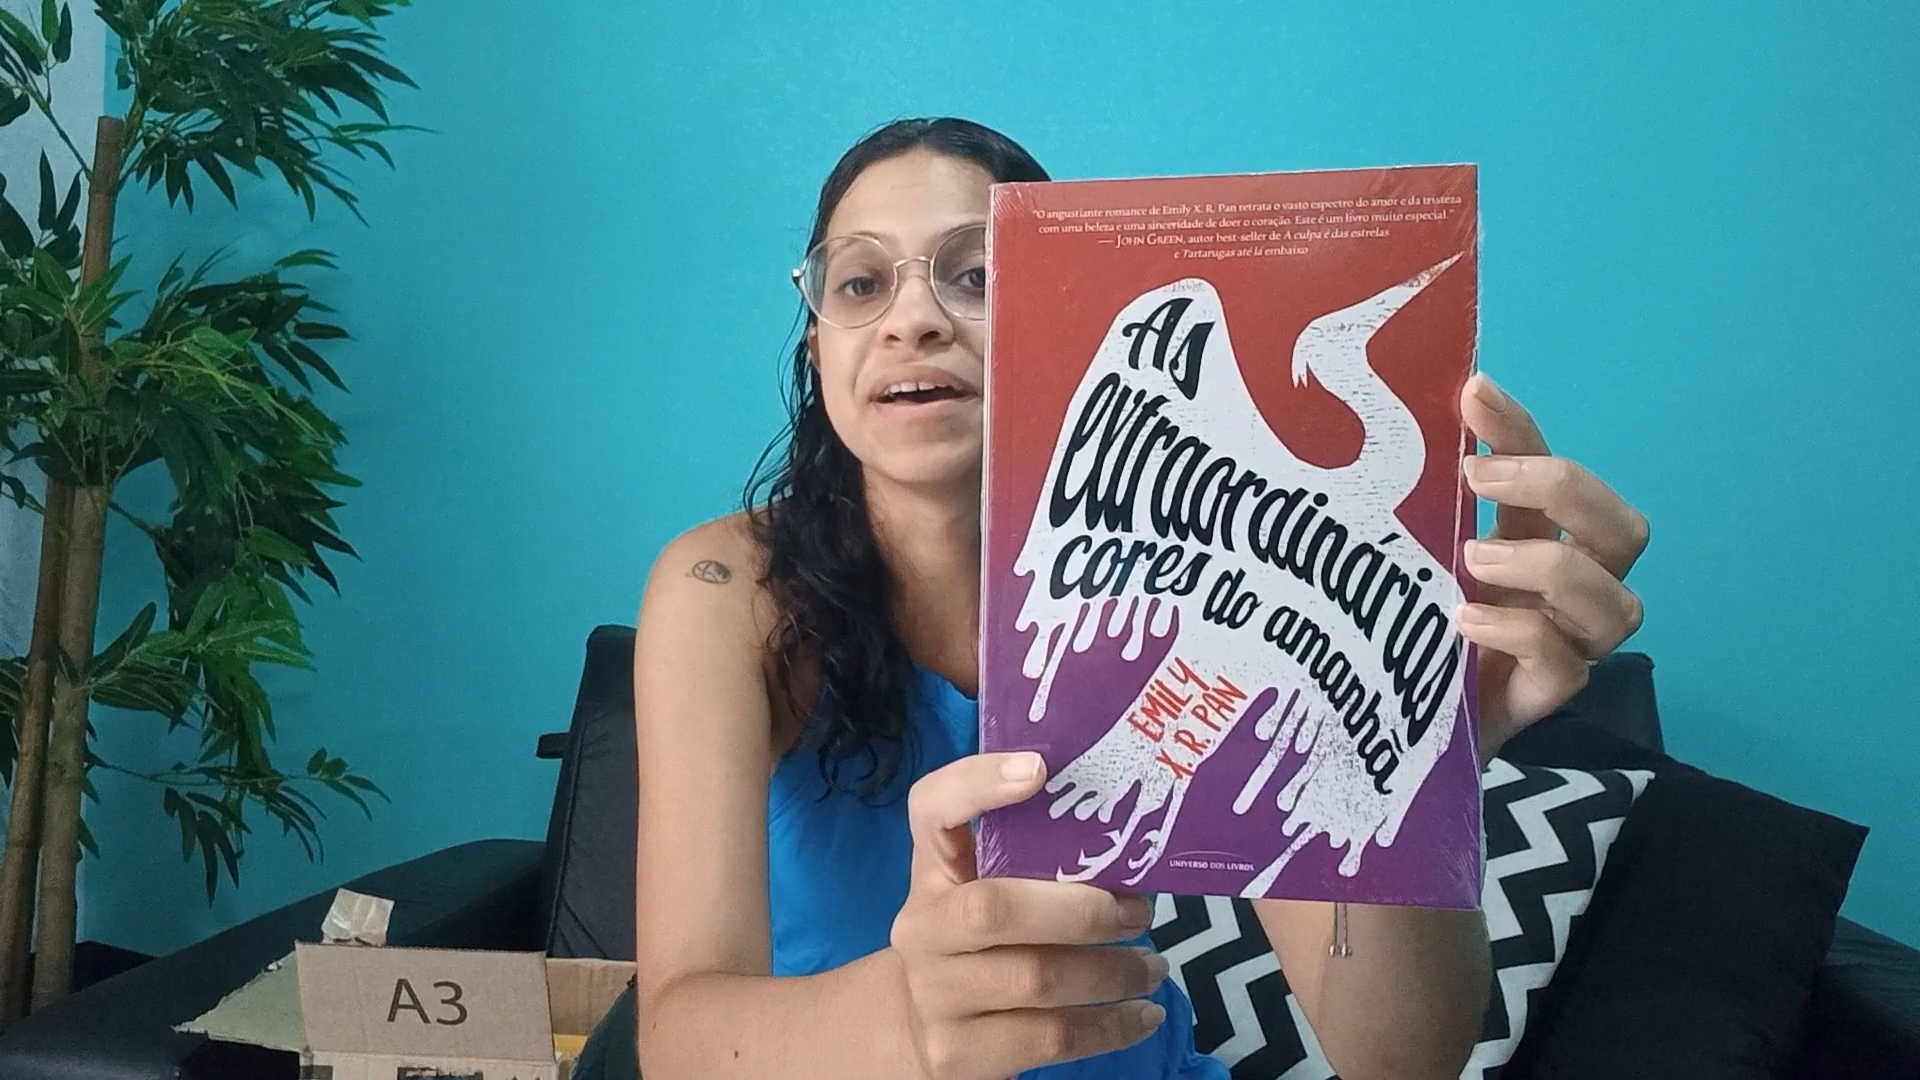 "O angustiante romance de Emily X. R. Pan retrata o vasto espectro do amor e da tristeza
com uma beleza e uma sinceridade de doer o coração. Este é um livro muito especial."
— JOHN GREEN, autor best-seller de A culpa é das estrelas
e Tartarugas até lá embaixo
As
extraordinárias
cores do amanhã
EMILY
X. R. PAN
UNIVERSO DOS LIVROS
A3